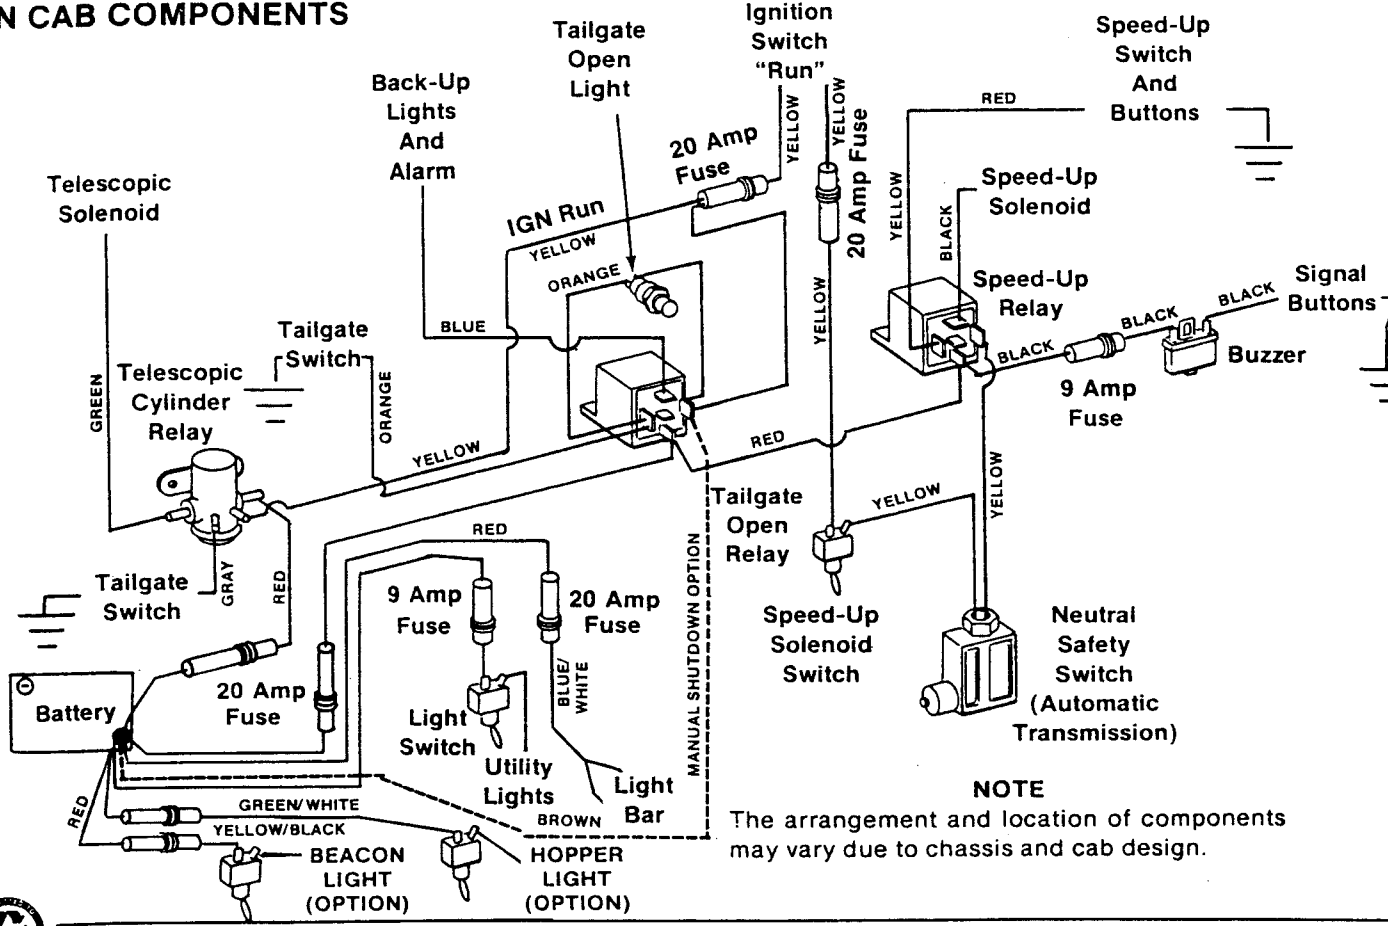 N CAB COMPONENTS
Tailgate
Open
Light
Ignition
Switch
“Run”
Speed-Up
Switch
And
Buttons
Back-Up
Lights
And
Alarm
RED
YELLOW
YELLOW
20 Amp
Fuse
20 Amp Fuse
Telescopic
Solenoid
Speed-Up
Solenoid
YELLOW
BLACK
IGN Run
YELLOW
ORANGE
YELLOW
Speed-Up
Relay
Signal
Buttons
BLACK
BLACK
BLACK
Buzzer
9 Amp
Fuse
BLUE
Tailgate
Switch
Telescopic
Cylinder
Relay
GREEN
ORANGE
YELLOW
RED
YELLOW
Tailgate
Open
Relay
YELLOW
RED
MANUAL SHUTDOWN OPTION
Tailgate
Switch
GRAY
RED
9 Amp
Fuse
20 Amp
Fuse
Speed-Up
Solenoid
Switch
Neutral
Safety
Switch
(Automatic
Transmission)
Battery
20 Amp
Fuse
BLUE/
WHITE
Light
Switch
Utility
Lights
Light
Bar
RED
GREEN/WHITE
YELLOW/BLACK
BROWN
BEACON
LIGHT
(OPTION)
HOPPER
LIGHT
(OPTION)
NOTE
The arrangement and location of components
may vary due to chassis and cab design.